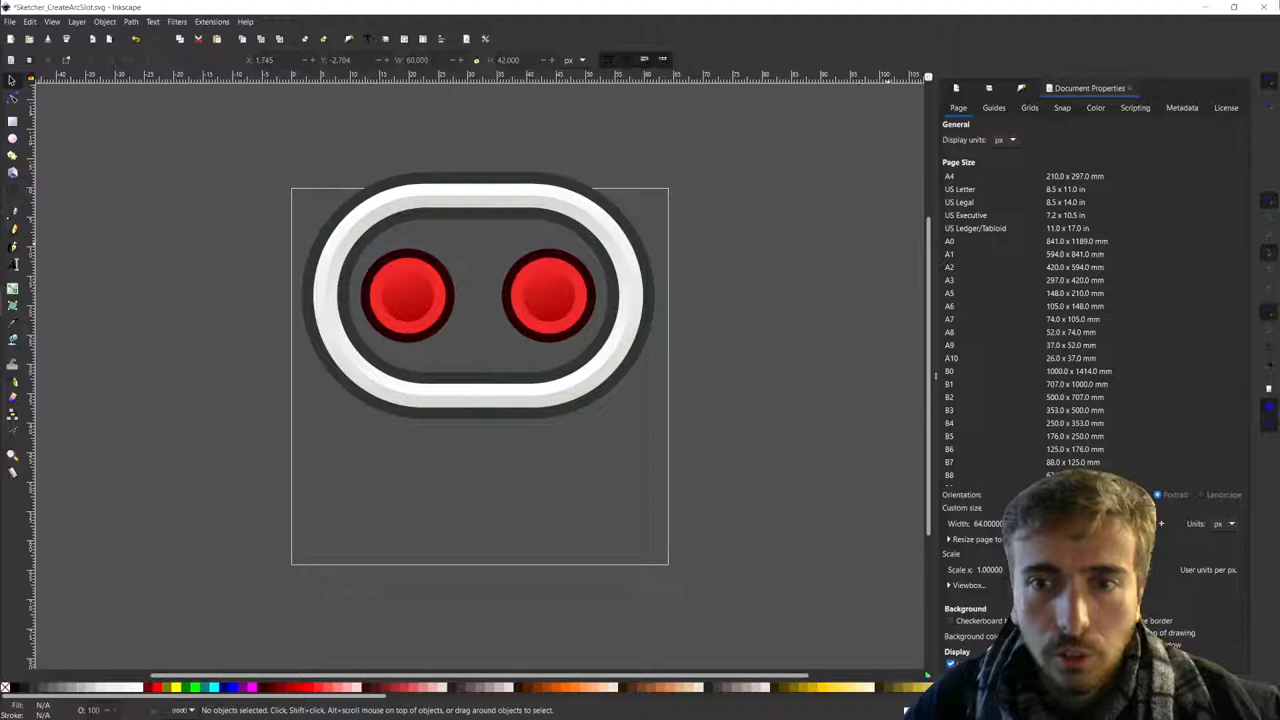 *Sketcher_CreateArcSlot.svg - Inkscape
File Edit View Layer Object Path Text Filters Extensions Help
X: 1.745 Y: -2.704 W: 60.000 H: 42.000 px
Document Properties
Page Guides Grids Snap Color Scripting Metadata License
General
Display units: px
Page Size
A4 210.0 x 297.0 mm
US Letter 8.5 x 11.0 in
US Legal 8.5 x 14.0 in
US Executive 7.2 x 10.5 in
US Ledger/Tabloid 11.0 x 17.0 in
A0 841.0 x 1189.0 mm
A1 594.0 x 841.0 mm
A2 420.0 x 594.0 mm
A3 297.0 x 420.0 mm
A5 148.0 x 210.0 mm
A6 105.0 x 148.0 mm
A7 74.0 x 105.0 mm
A8 52.0 x 74.0 mm
A9 37.0 x 52.0 mm
A10 26.0 x 37.0 mm
B0 1000.0 x 1414.0 mm
B1 707.0 x 1000.0 mm
B2 500.0 x 707.0 mm
B3 353.0 x 500.0 mm
B4 250.0 x 353.0 mm
B5 176.0 x 250.0 mm
B6 125.0 x 176.0 mm
B7 88.0 x 125.0 mm
B8
Orientation: Portrait Landscape
Custom size
Width: 64.00000 Units: px
Resize page to
Scale
Scale x: 1.00000 User units per px.
Viewbox...
Background
Checkerboard border
Background top of drawing
Display
Fill: N/A
Stroke: N/A
O: 100
(root)
No objects selected. Click, Shift+click, Alt+scroll mouse on top of objects, or drag around objects to select.